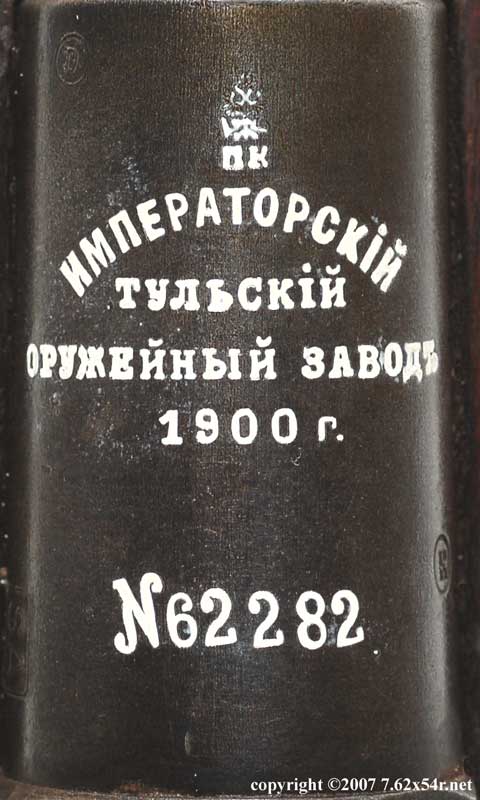 ПК
ИМПЕРАТОРСКІЙ
ТУЛЬСКІЙ
ОРУЖЕЙНЫЙ ЗАВОДЪ
1900 г.
№62282
copyright ©2007 7.62x54r.net